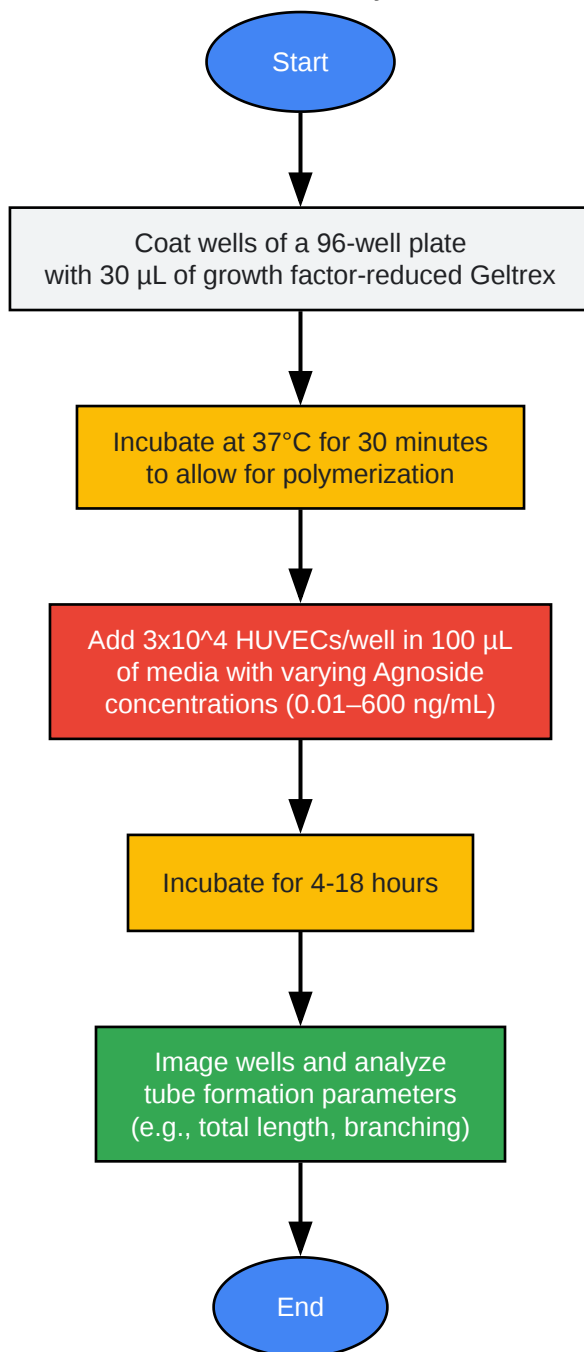 Start
Coat wells of a 96-well plate
with 30 µL of growth factor-reduced Geltrex
Incubate at 37°C for 30 minutes
to allow for polymerization
Add 3x10^4 HUVECs/well in 100 µL
of media with varying Agnoside
concentrations (0.01–600 ng/mL)
Incubate for 4-18 hours
Image wells and analyze
tube formation parameters
(e.g., total length, branching)
End